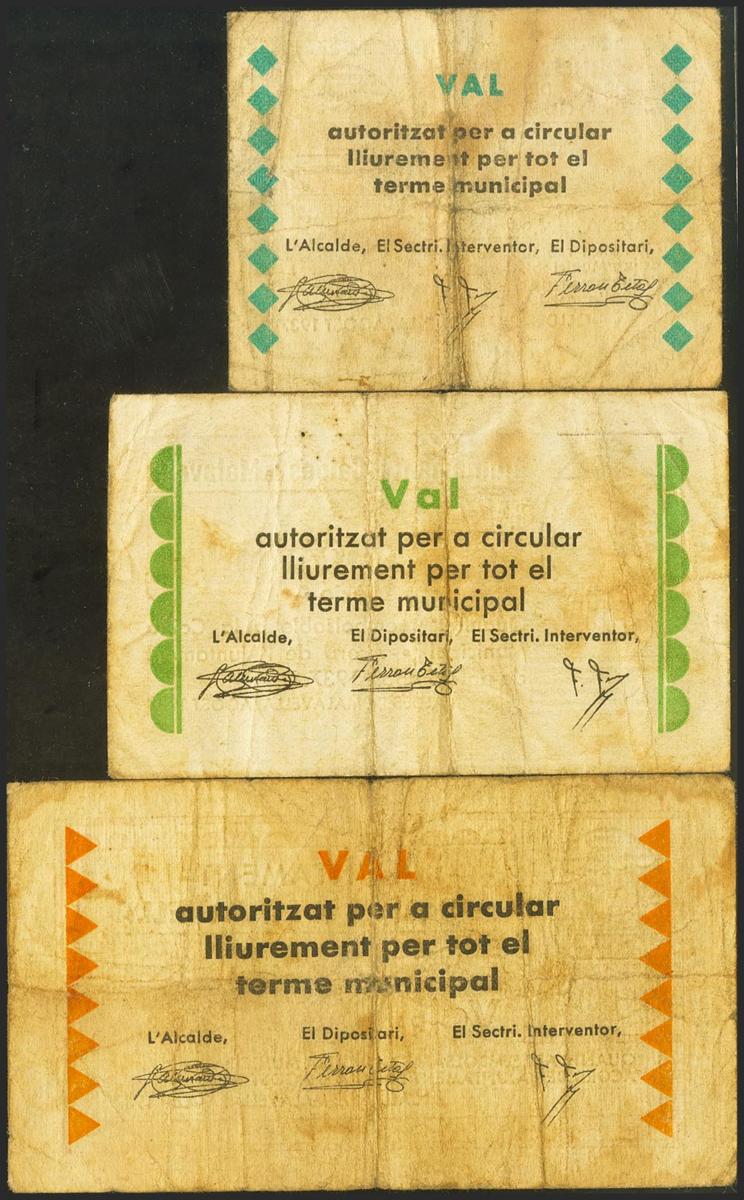 VAL
autoritzat per a circular
lliurement per tot el
terme municipal
L'Alcalde, El Sectri. Interventor, El Dipositari,
Ferran Estal
Val
autoritzat per a circular
lliurement per tot el
terme municipal
L'Alcalde, El Dipositari, El Sectri. Interventor,
VAL
autoritzat per a circular
lliurement per tot el
terme municipal
L'Alcalde, El Dipositari, El Sectri. Interventor,